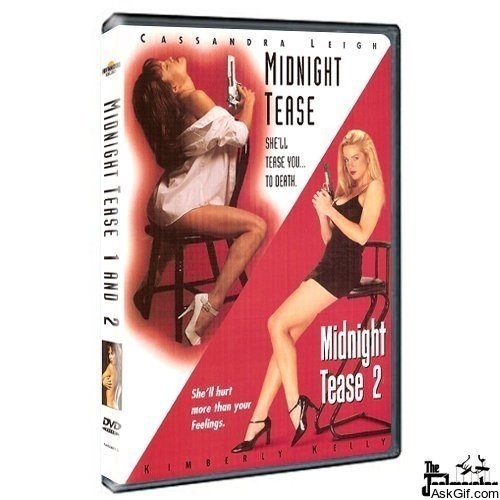 CASSANDRA LEIGH
MIDNIGHT
TEASE
SHE'LL
TEASE YOU...
TO DEATH.
MIDNIGHT TEASE 1 AND 2
Midnight
Tease 2
She'll hurt
more than your
Feelings.
DVD
KIMBERLY KELLY
The
AskGif.com